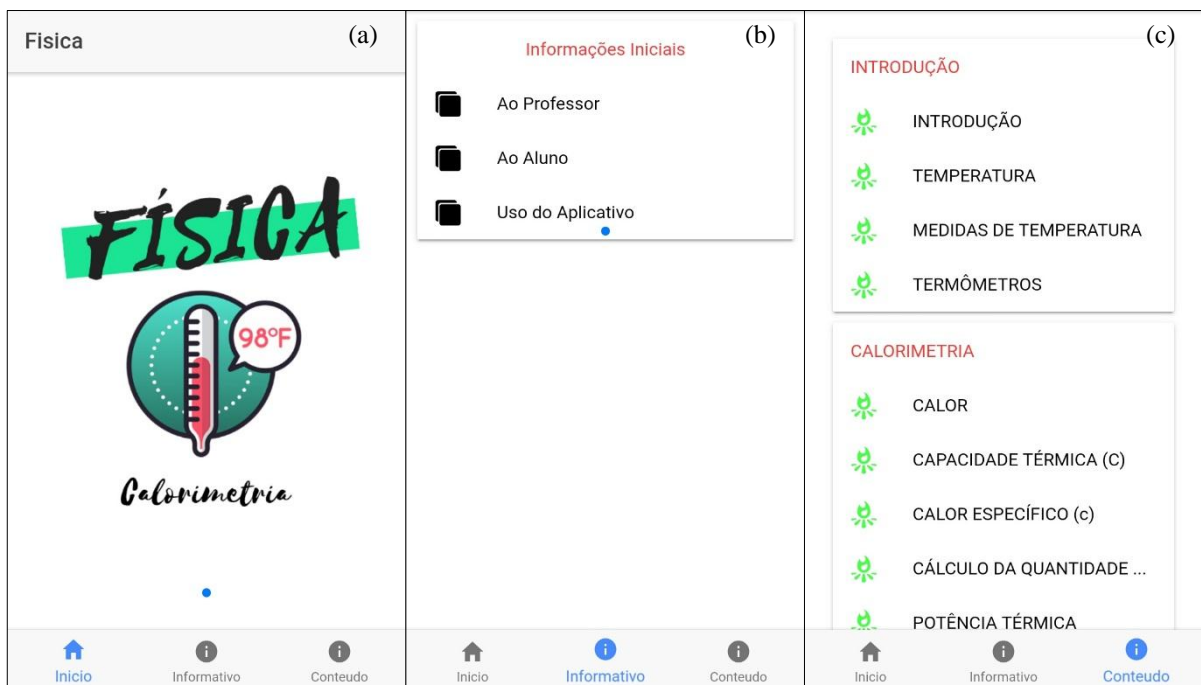 Fisica
(a)
FÍSICA
98°F
Calorimetria
Inicio
Informativo
Conteudo
(b)
Informações Iniciais
Ao Professor
Ao Aluno
Uso do Aplicativo
Inicio
Informativo
Conteudo
(c)
INTRODUÇÃO
INTRODUÇÃO
TEMPERATURA
MEDIDAS DE TEMPERATURA
TERMÔMETROS
CALORIMETRIA
CALOR
CAPACIDADE TÉRMICA (C)
CALOR ESPECÍFICO (c)
CÁLCULO DA QUANTIDADE ...
POTÊNCIA TÉRMICA
Inicio
Informativo
Conteudo